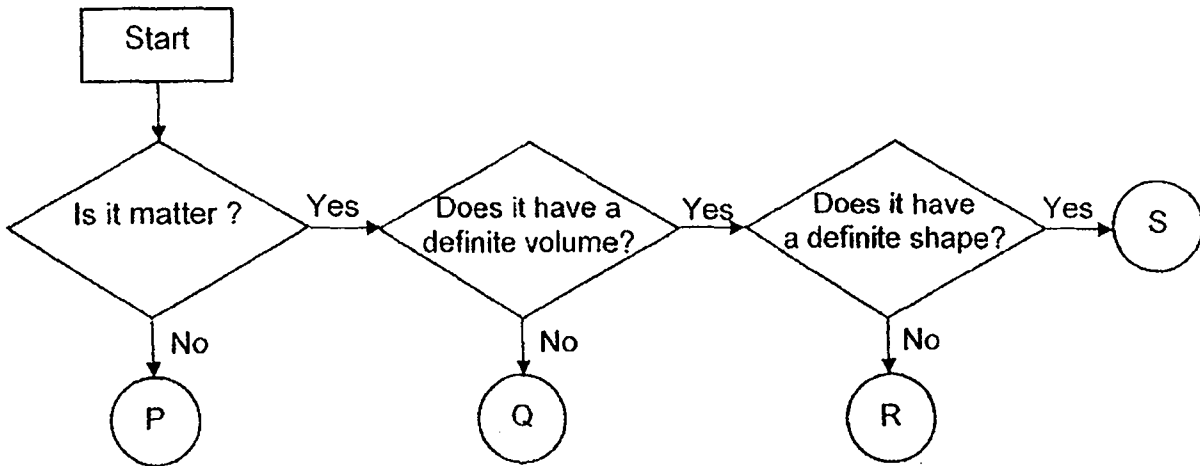 Start
Is it matter ?
Yes
Does it have a
definite volume?
Yes
Does it have
a definite shape?
Yes
S
No
P
No
Q
No
R